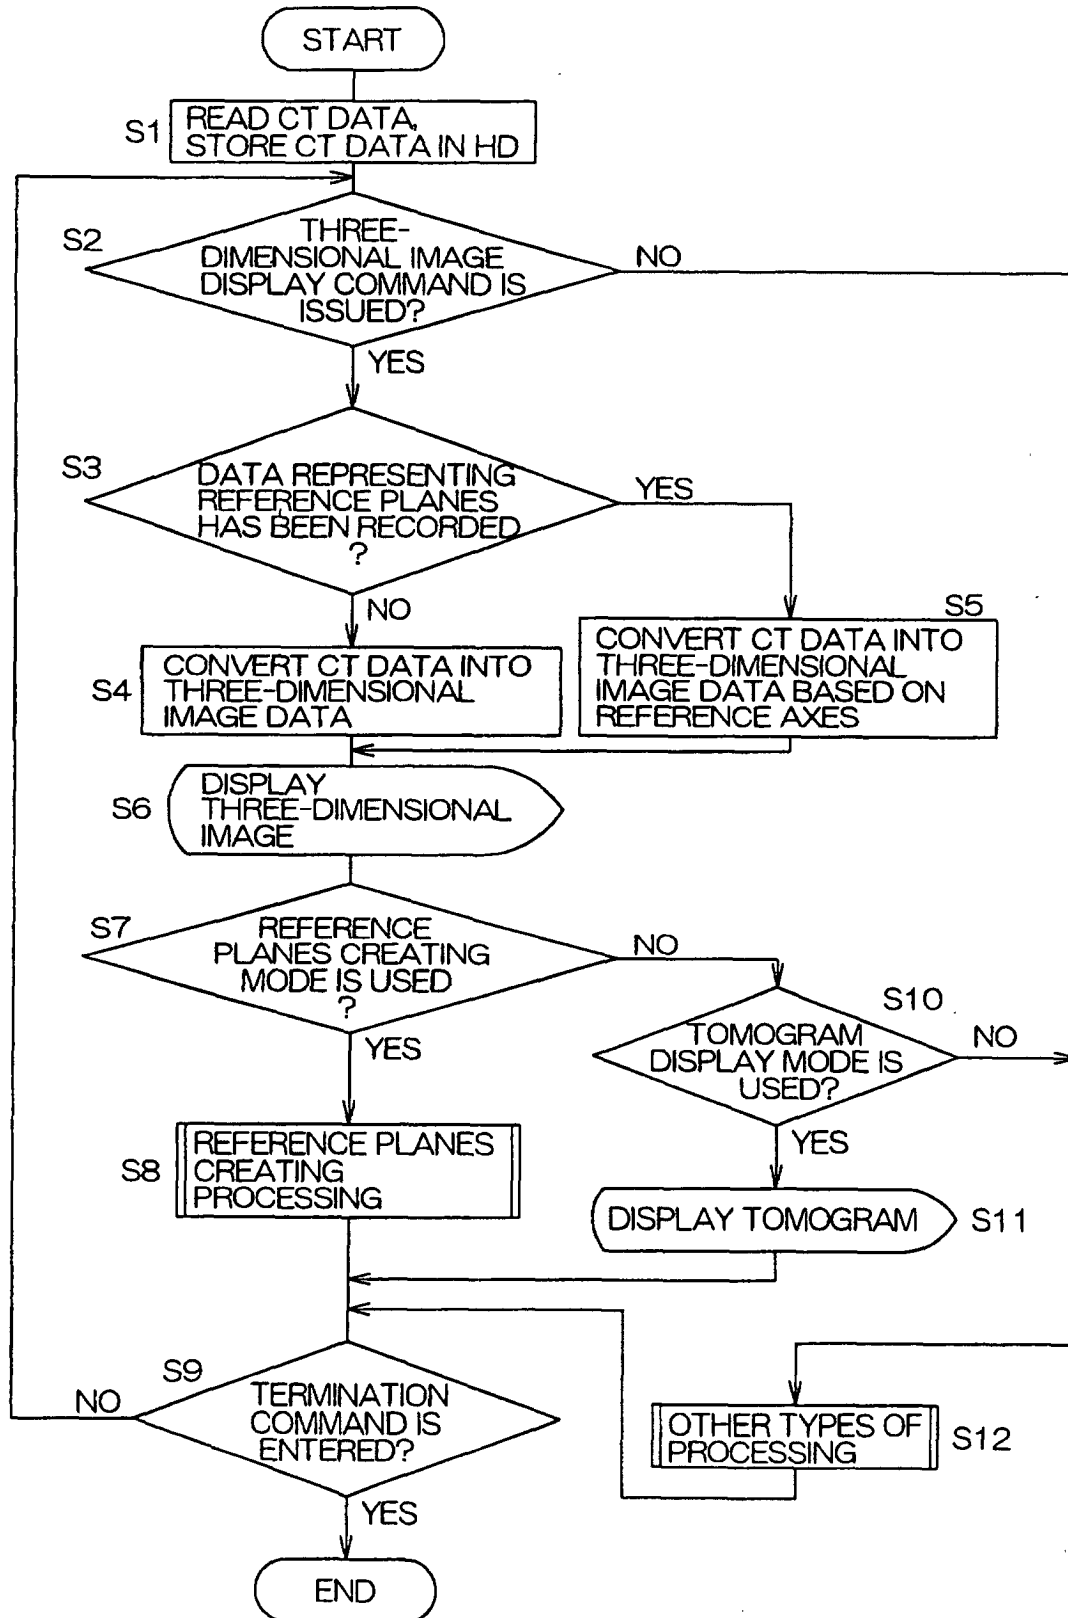 START
S1
READ CT DATA,
STORE CT DATA IN HD
S2
THREE-
DIMENSIONAL IMAGE
DISPLAY COMMAND IS
ISSUED?
NO
YES
S3
DATA REPRESENTING
REFERENCE PLANES
HAS BEEN RECORDED
?
YES
NO
S4
CONVERT CT DATA INTO
THREE-DIMENSIONAL
IMAGE DATA
S5
CONVERT CT DATA INTO
THREE-DIMENSIONAL
IMAGE DATA BASED ON
REFERENCE AXES
S6
DISPLAY
THREE-DIMENSIONAL
IMAGE
S7
REFERENCE
PLANES CREATING
MODE IS USED
?
NO
YES
S10
TOMOGRAM
DISPLAY MODE IS
USED?
NO
YES
S8
REFERENCE PLANES
CREATING
PROCESSING
DISPLAY TOMOGRAM
S11
S9
TERMINATION
COMMAND IS
ENTERED?
NO
YES
OTHER TYPES OF
PROCESSING
S12
END